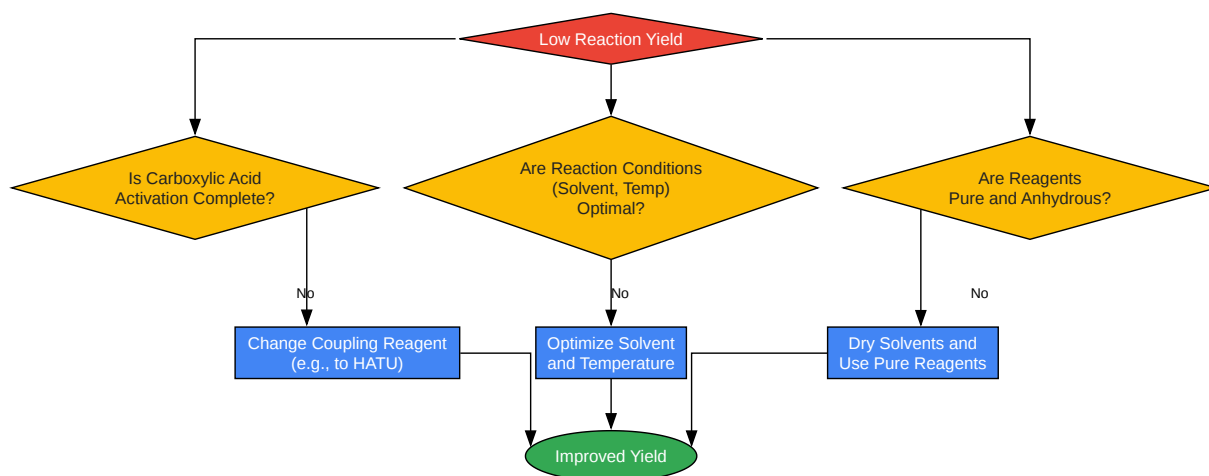 Low Reaction Yield
Is Carboxylic Acid
Activation Complete?
Are Reaction Conditions
(Solvent, Temp)
Optimal?
Are Reagents
Pure and Anhydrous?
No
No
No
Change Coupling Reagent
(e.g., to HATU)
Optimize Solvent
and Temperature
Dry Solvents and
Use Pure Reagents
Improved Yield